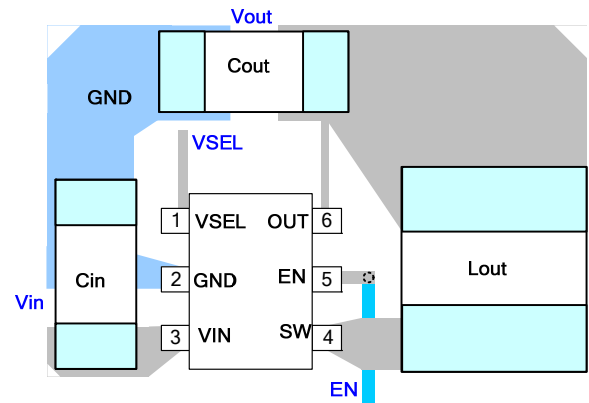 Vout
Cout
GND
VSEL
1 VSEL OUT 6
Cin
2 GND EN 5
Lout
Vin
3 VIN SW 4
EN